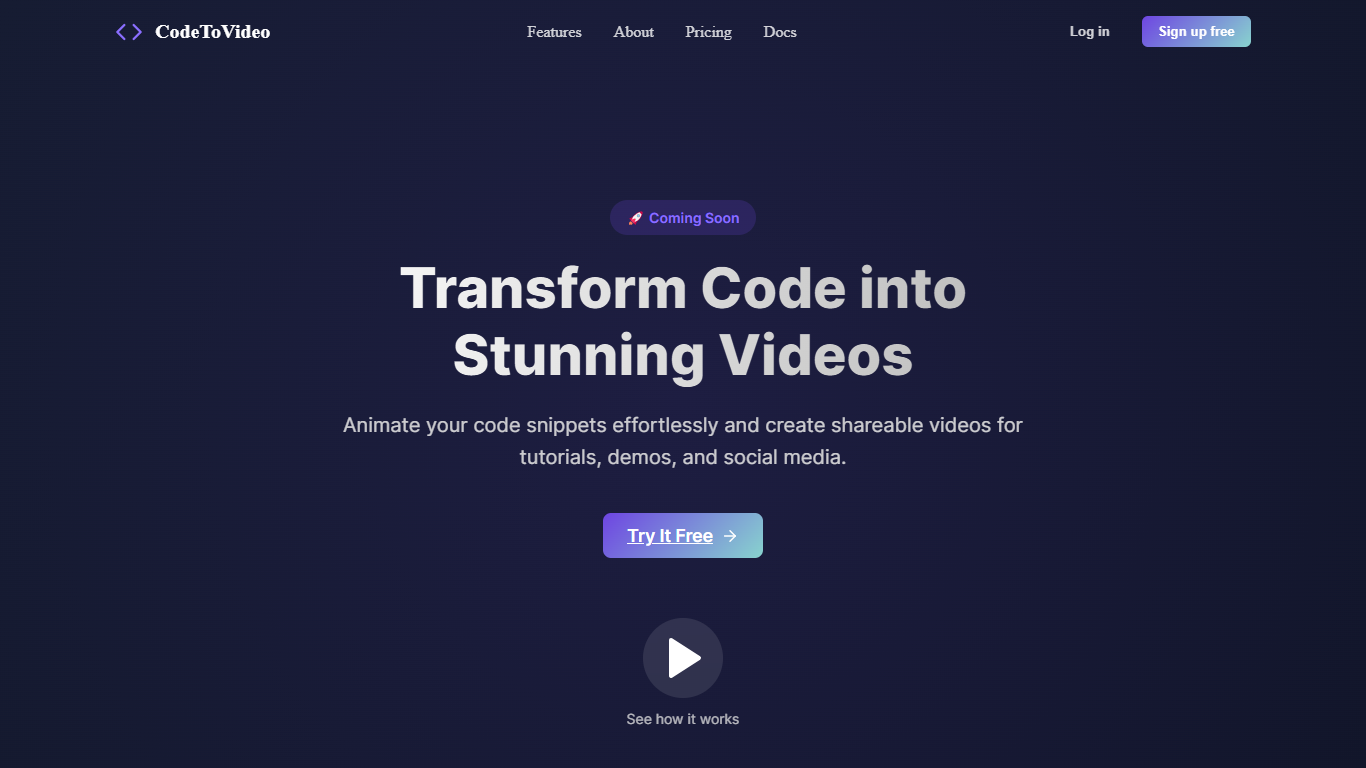 CodeToVideo
Features
About
Pricing
Docs
Log in
Sign up free
🚀 Coming Soon
Transform Code into
Stunning Videos
Animate your code snippets effortlessly and create shareable videos for
tutorials, demos, and social media.
Try It Free →
See how it works